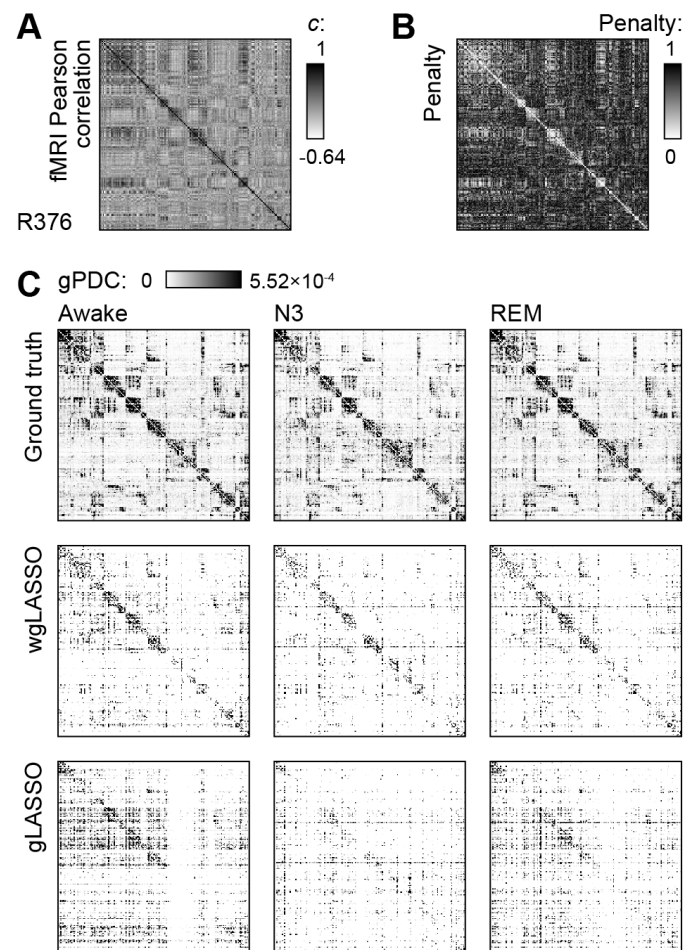 A
fMRI Pearson
correlation
c:
1
-0.64
R376
B
Penalty
Penalty:
1
0
C gPDC: 0 5.52×10⁻⁴
Awake N3 REM
Ground truth
wgLASSO
gLASSO